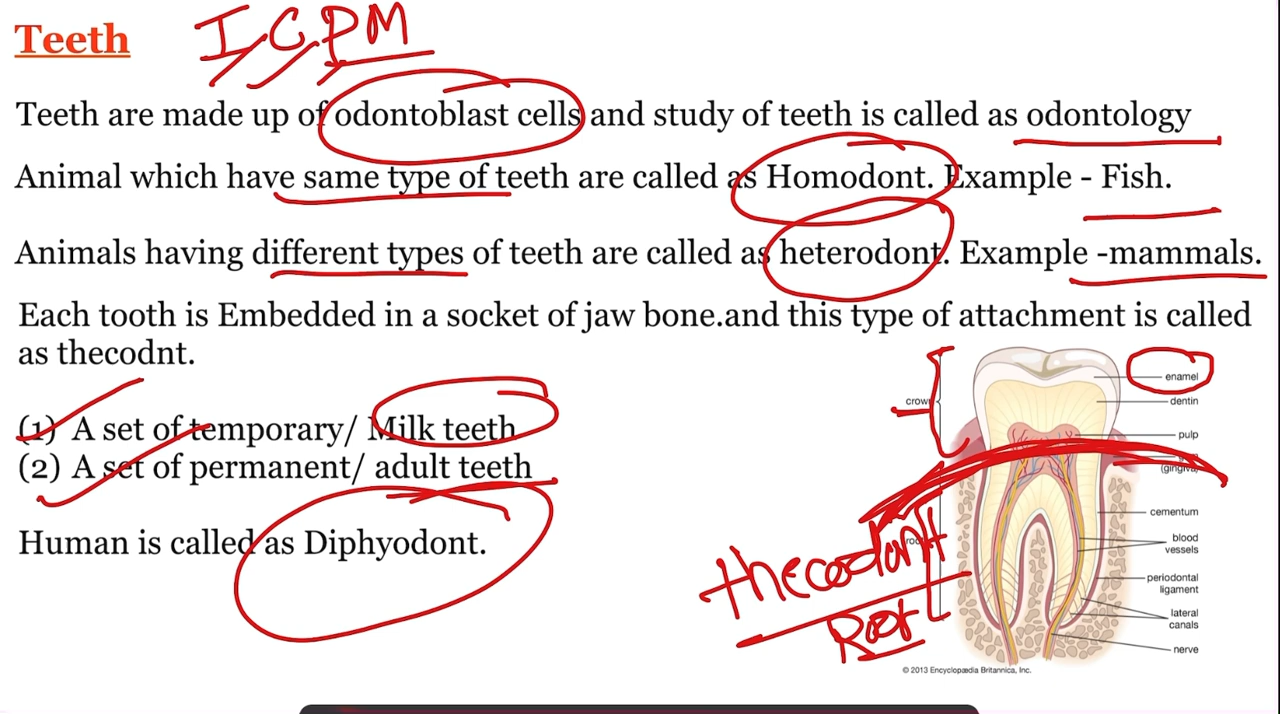 Teeth
I C P M
Teeth are made up of odontoblast cells and study of teeth is called as odontology
Animal which have same type of teeth are called as Homodont. Example - Fish.
Animals having different types of teeth are called as heterodont. Example -mammals.
Each tooth is Embedded in a socket of jaw bone.and this type of attachment is called
as thecodnt.
(1) A set of temporary/ Milk teeth
(2) A set of permanent/ adult teeth
Human is called as Diphyodont.
crown
enamel
dentin
pulp
(gingiva)
cementum
blood
vessels
periodontal
ligament
lateral
canals
nerve
thecodont
Root
© 2013 Encyclopædia Britannica, Inc.